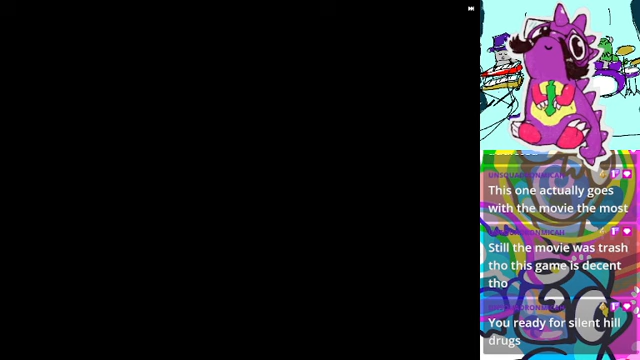 This one actually goes
with the movie the most
Still the movie was trash
tho this game is decent
tho
You ready for silent hill
drugs